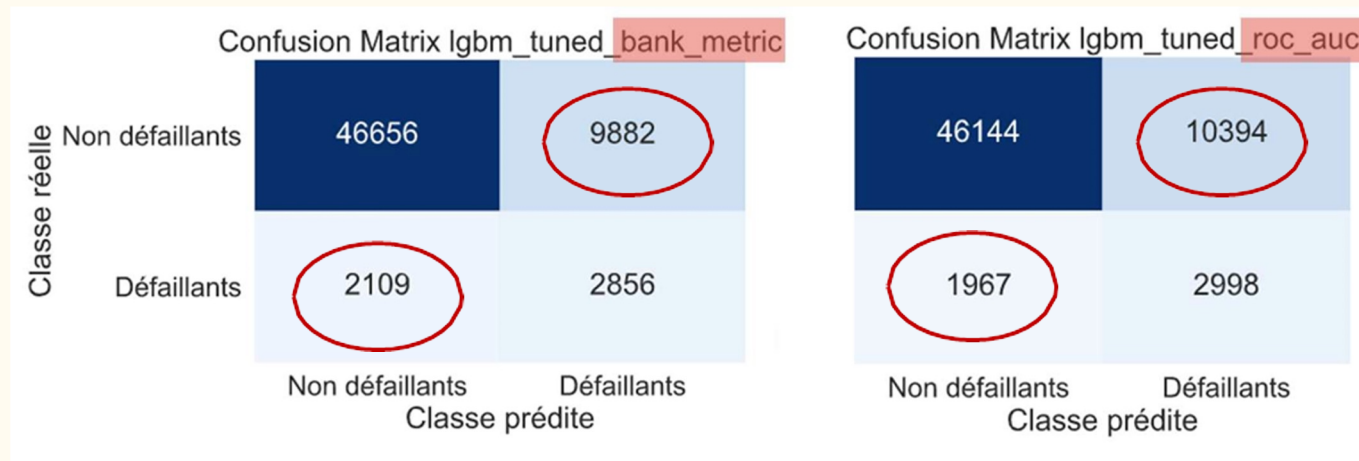 Confusion Matrix lgbm_tuned_bank_metric
Classe réelle
Non défaillants
46656
9882
Défaillants
2109
2856
Non défaillants
Défaillants
Classe prédite
Confusion Matrix lgbm_tuned_roc_auc
46144
10394
1967
2998
Non défaillants
Défaillants
Classe prédite